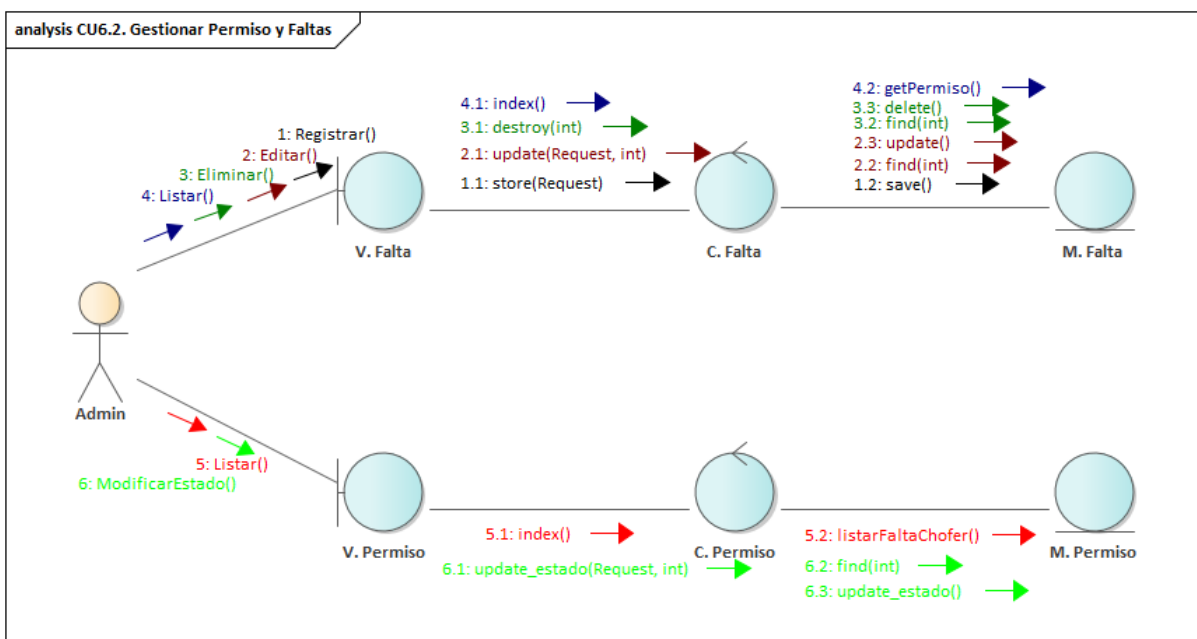 analysis CU6.2. Gestionar Permiso y Faltas
1: Registrar()
2: Editar()
3: Eliminar()
4: Listar()
4.1: index()
3.1: destroy(int)
2.1: update(Request, int)
1.1: store(Request)
4.2: getPermiso()
3.3: delete()
3.2: find(int)
2.3: update()
2.2: find(int)
1.2: save()
V. Falta
C. Falta
M. Falta
Admin
5: Listar()
6: ModificarEstado()
5.1: index()
6.1: update_estado(Request, int)
5.2: listarFaltaChofer()
6.2: find(int)
6.3: update_estado()
V. Permiso
C. Permiso
M. Permiso